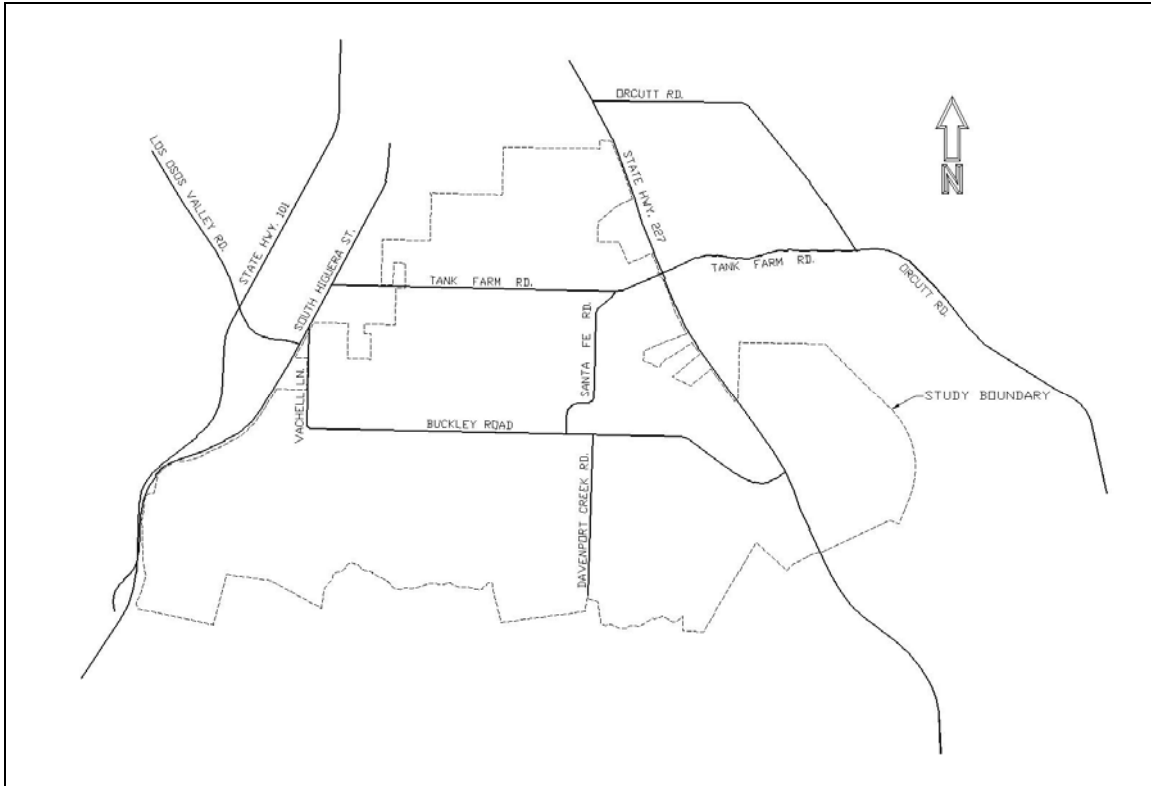 ORCUTT RD.
LOS OSOS VALLEY RD.
STATE HWY. 101
STATE HWY. 227
N
SOUTH HIGUERA ST.
TANK FARM RD.
TANK FARM RD.
ORCUTT RD.
SANTA FE RD.
VACHELL LN.
STUDY BOUNDARY
BUCKLEY ROAD
DAVENPORT CREEK RD.